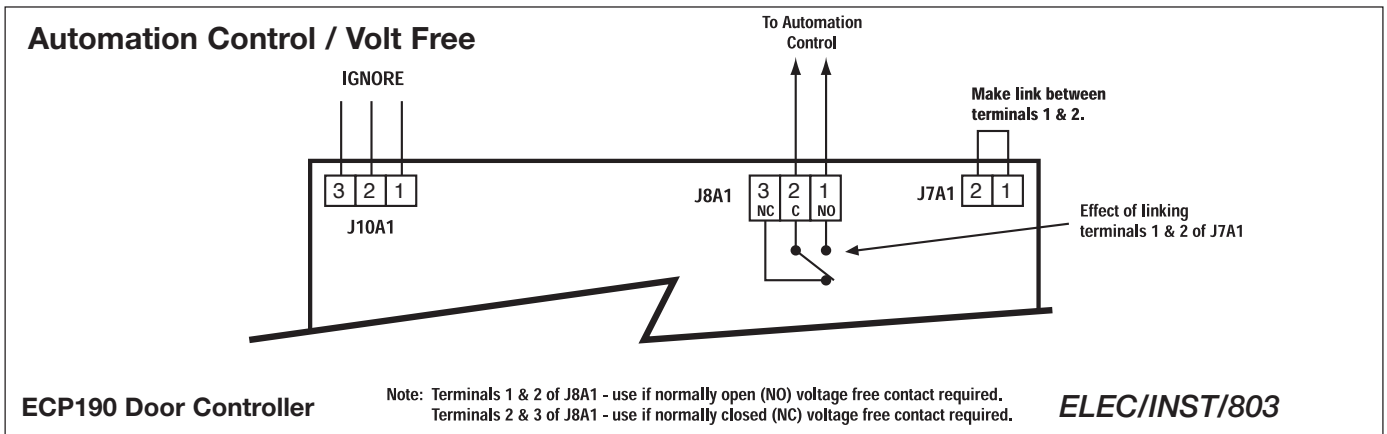 Automation Control / Volt Free
To Automation
Control
IGNORE
Make link between
terminals 1 & 2.
3 2 1
J10A1
J8A1
3 2 1
NC C NO
J7A1
2 1
Effect of linking
terminals 1 & 2 of J7A1
ECP190 Door Controller
Note: Terminals 1 & 2 of J8A1 - use if normally open (NO) voltage free contact required.
Terminals 2 & 3 of J8A1 - use if normally closed (NC) voltage free contact required.
ELEC/INST/803